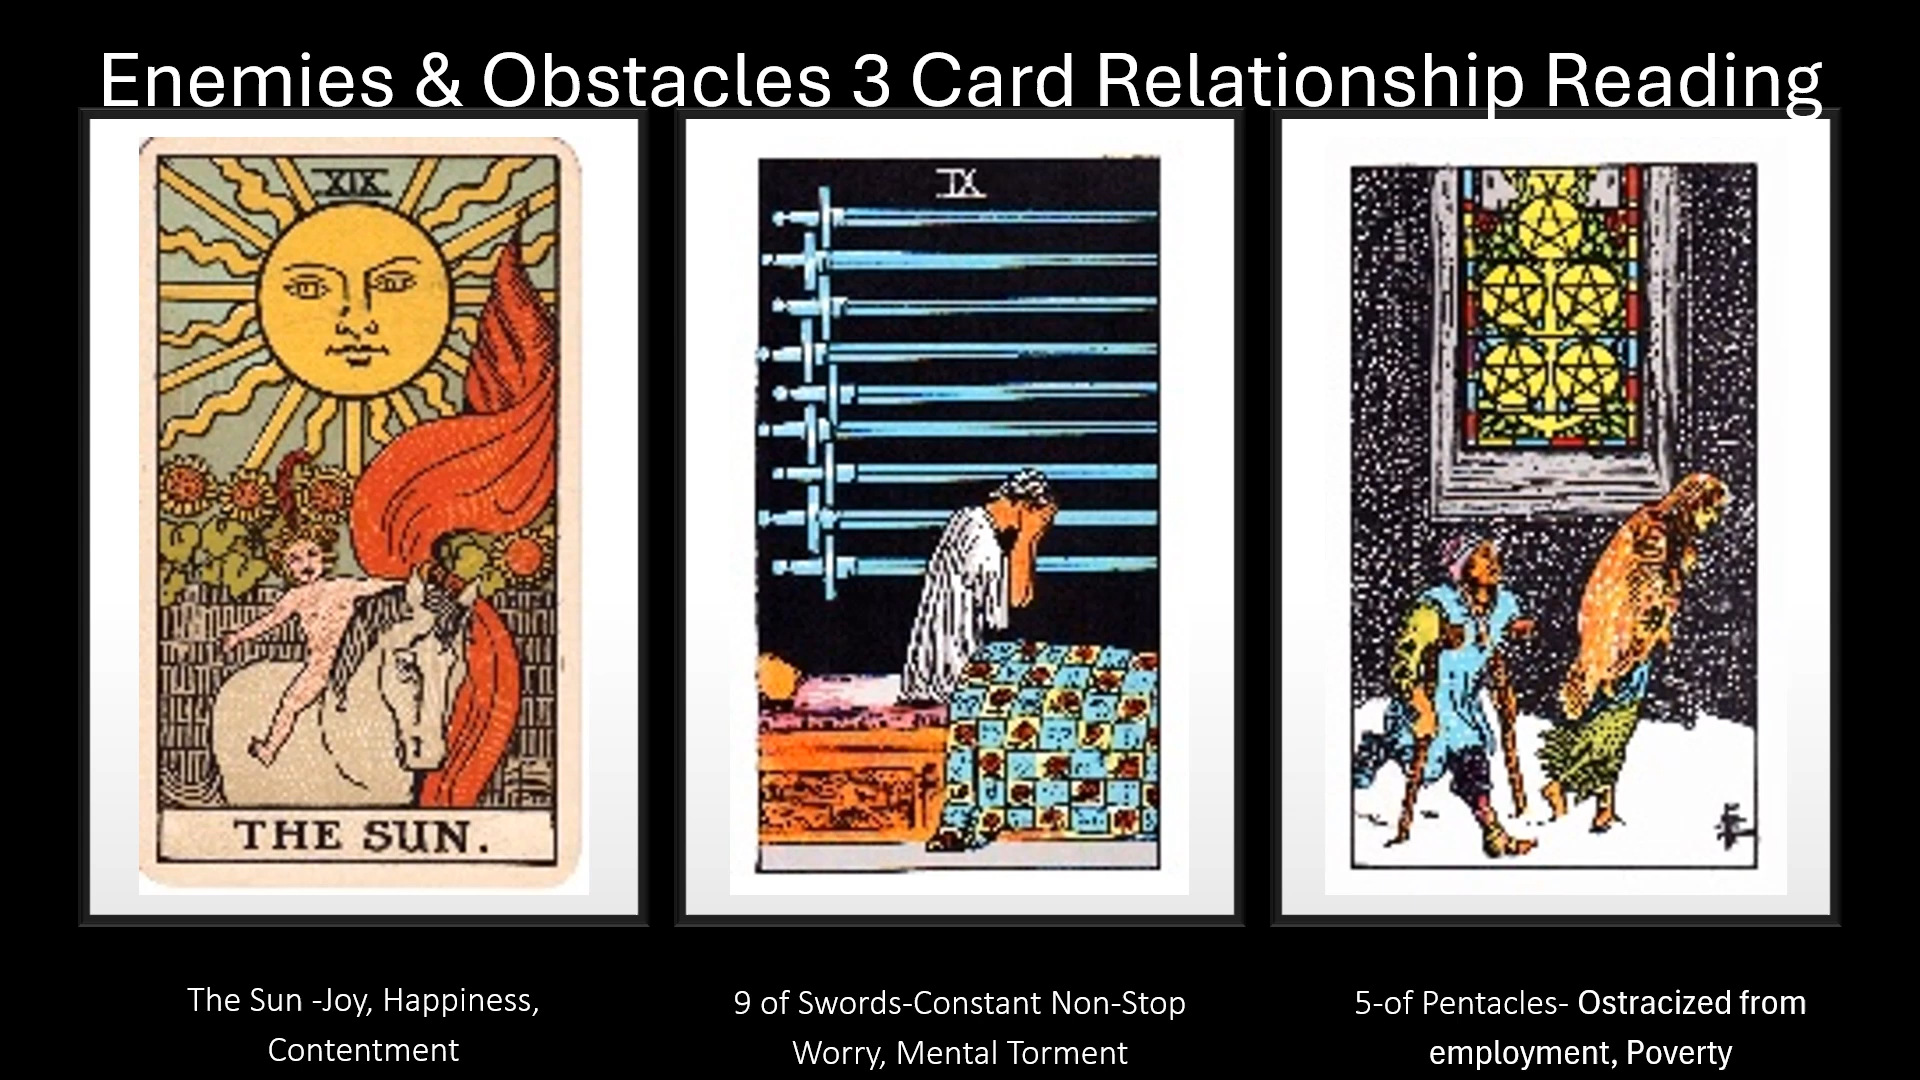 Enemies & Obstacles 3 Card Relationship Reading
XIX
THE SUN.
IX
The Sun -Joy, Happiness,
Contentment
9 of Swords-Constant Non-Stop
Worry, Mental Torment
5-of Pentacles- Ostracized from
employment, Poverty